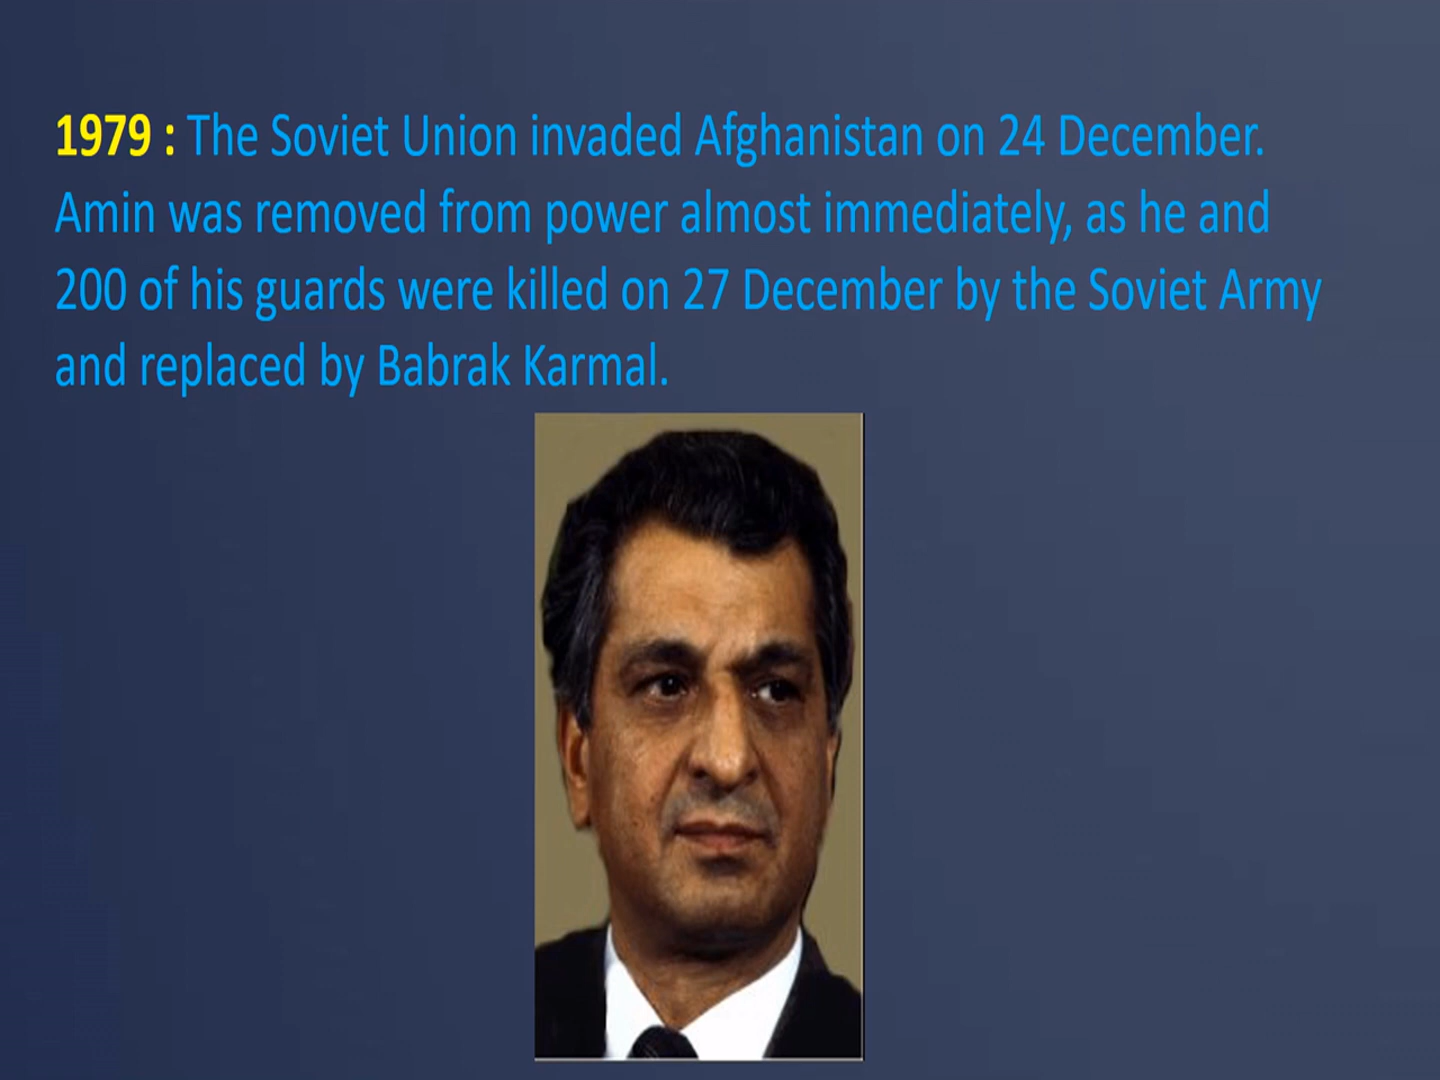 1979 : The Soviet Union invaded Afghanistan on 24 December.
Amin was removed from power almost immediately, as he and
200 of his guards were killed on 27 December by the Soviet Army
and replaced by Babrak Karmal.